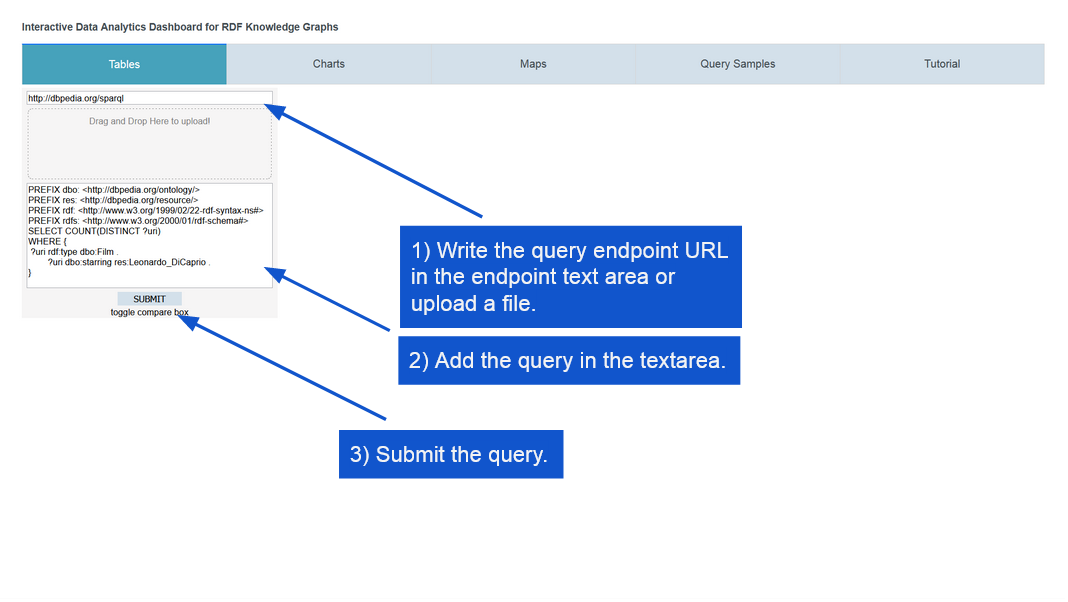 Interactive Data Analytics Dashboard for RDF Knowledge Graphs
Tables
Charts
Maps
Query Samples
Tutorial
http://dbpedia.org/sparql
Drag and Drop Here to upload!
PREFIX dbo: <http://dbpedia.org/ontology/>
PREFIX res: <http://dbpedia.org/resource/>
PREFIX rdf: <http://www.w3.org/1999/02/22-rdf-syntax-ns#>
PREFIX rdfs: <http://www.w3.org/2000/01/rdf-schema#>
SELECT COUNT(DISTINCT ?uri)
WHERE {
?uri rdf:type dbo:Film .
?uri dbo:starring res:Leonardo_DiCaprio .
}
SUBMIT
toggle compare box
1) Write the query endpoint URL
in the endpoint text area or
upload a file.
2) Add the query in the textarea.
3) Submit the query.